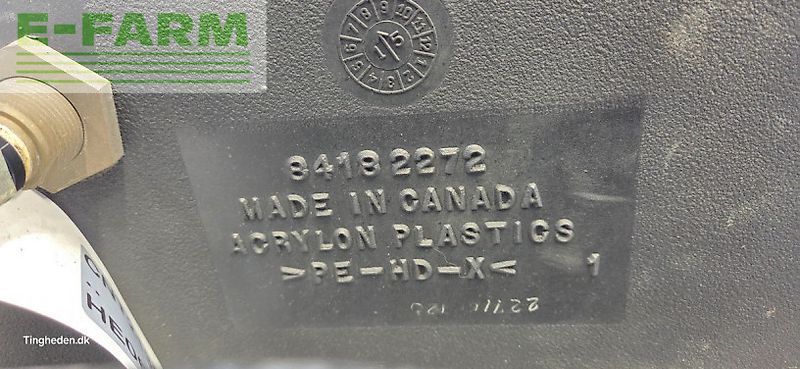 E-FARM
84182272
MADE IN CANADA
ACRYLON PLASTICS
>PE-HD-X< 1
Tingheden.dk